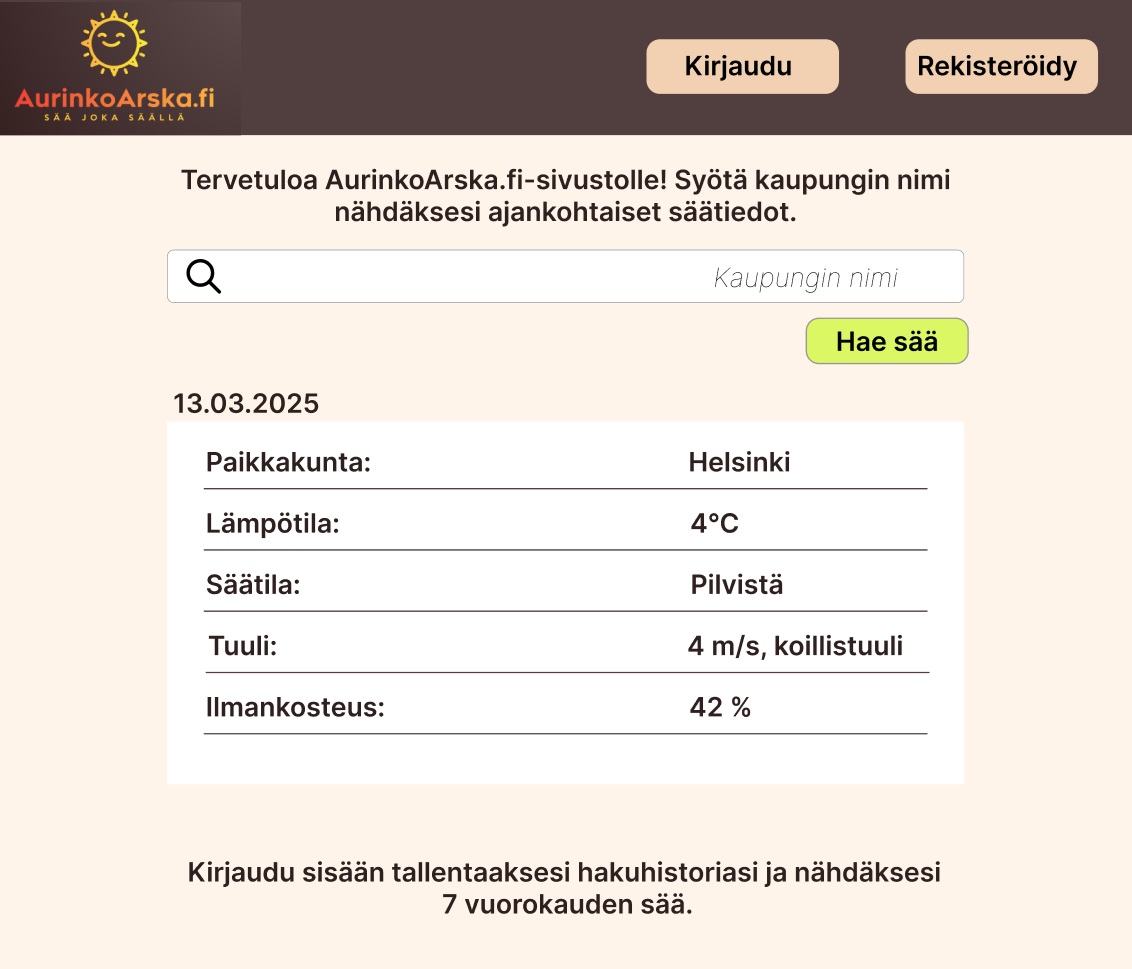 AurinkoArska.fi
SÄÄ JOKA SÄÄLLÄ
Kirjaudu
Rekisteröidy
Tervetuloa AurinkoArska.fi-sivustolle! Syötä kaupungin nimi
nähdäksesi ajankohtaiset säätiedot.
Kaupungin nimi
Hae sää
13.03.2025
Paikkakunta: Helsinki
Lämpötila: 4°C
Säätila: Pilvistä
Tuuli: 4 m/s, koillistuuli
Ilmankosteus: 42 %
Kirjaudu sisään tallentaaksesi hakuhistoriasi ja nähdäksesi
7 vuorokauden sää.